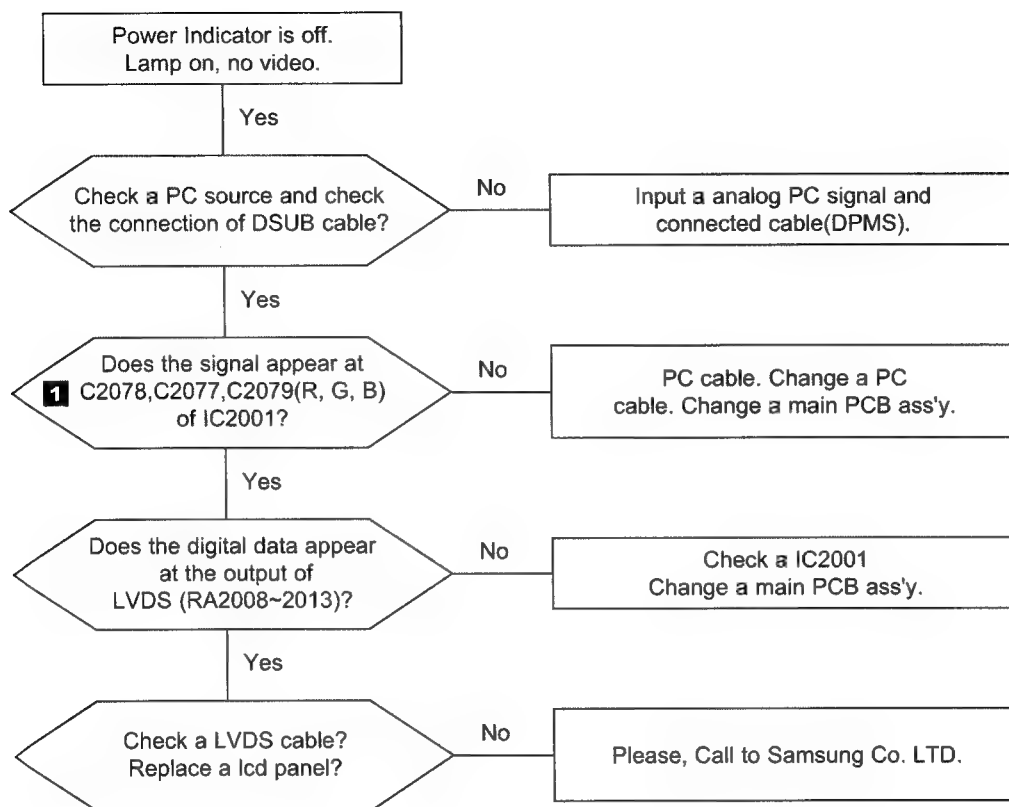 Power Indicator is off.
Lamp on, no video.
Yes
Check a PC source and check
the connection of DSUB cable?
No
Input a analog PC signal and
connected cable(DPMS).
Yes
1
Does the signal appear at
C2078,C2077,C2079(R, G, B)
of IC2001?
No
PC cable. Change a PC
cable. Change a main PCB ass'y.
Yes
Does the digital data appear
at the output of
LVDS (RA2008~2013)?
No
Check a IC2001
Change a main PCB ass'y.
Yes
Check a LVDS cable?
Replace a lcd panel?
No
Please, Call to Samsung Co. LTD.